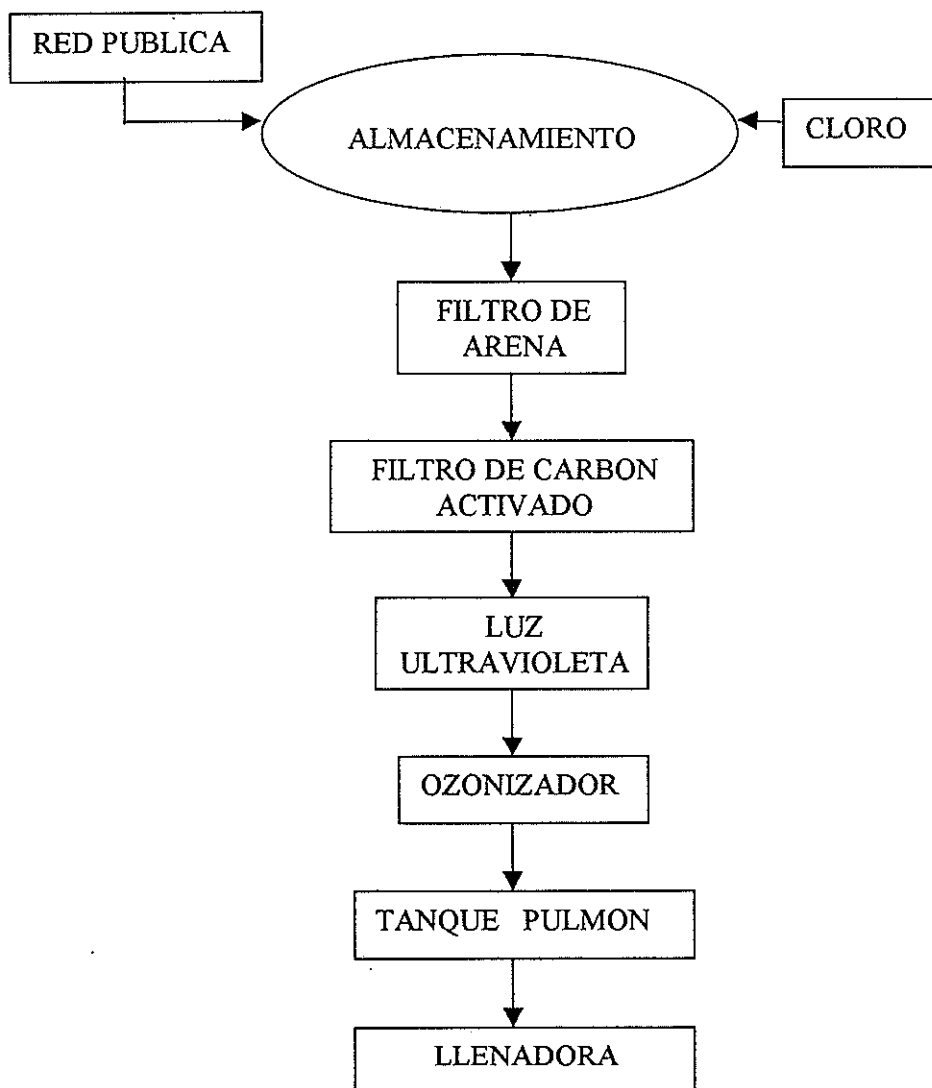 RED PUBLICA
ALMACENAMIENTO
CLORO
FILTRO DE
ARENA
FILTRO DE CARBON
ACTIVADO
LUZ
ULTRAVIOLETA
OZONIZADOR
TANQUE PULMON
LLENADORA